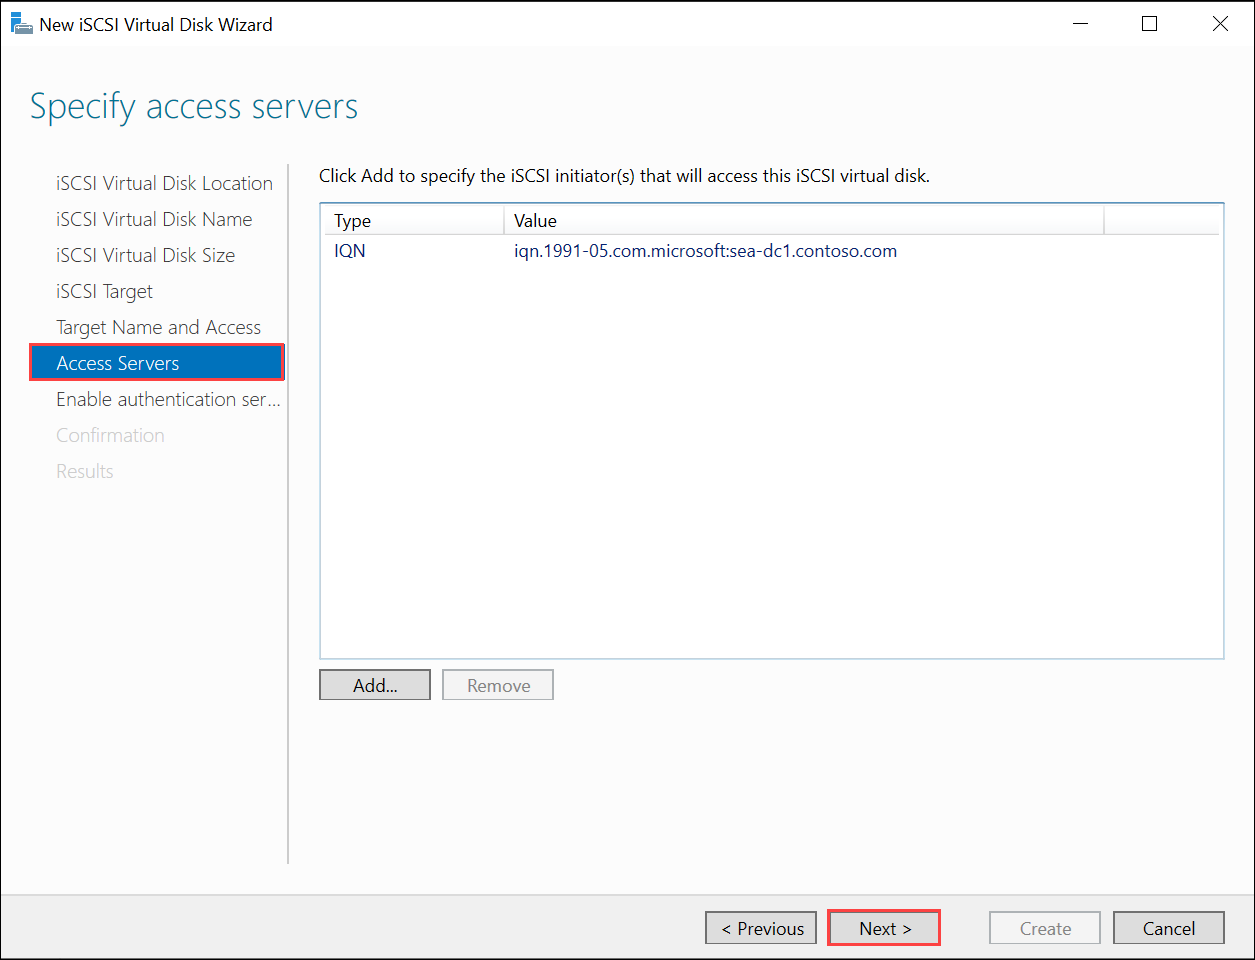 New iSCSI Virtual Disk Wizard
Specify access servers
iSCSI Virtual Disk Location
iSCSI Virtual Disk Name
iSCSI Virtual Disk Size
iSCSI Target
Target Name and Access
Access Servers
Enable authentication ser...
Confirmation
Results
Click Add to specify the iSCSI initiator(s) that will access this iSCSI virtual disk.
Type Value
IQN iqn.1991-05.com.microsoft:sea-dc1.contoso.com
Add... Remove
< Previous Next > Create Cancel